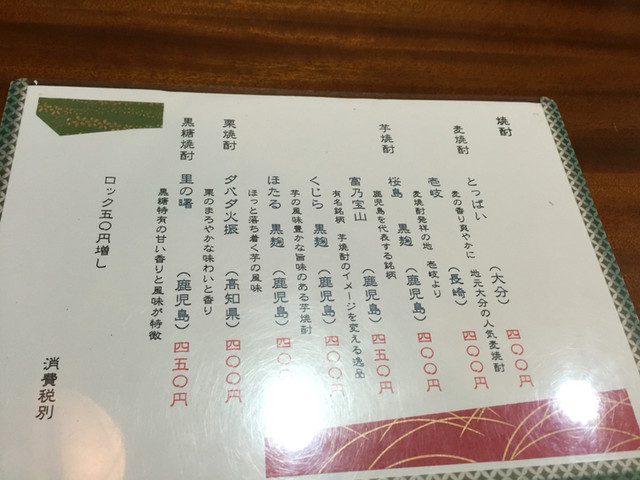 焼酎
麦焼酎
とっぱい (大分) 四〇〇円
麦の香り爽やかに 地元大分の人気麦焼酎
壱岐 (長崎) 四〇〇円
麦焼酎発祥の地 壱岐より
芋焼酎
桜島 黒麹 (鹿児島) 四〇〇円
鹿児島を代表する銘柄
富乃宝山 (鹿児島) 四五〇円
有名銘柄 芋焼酎のイメージを変える逸品
くじら 黒麹 (鹿児島) 四〇〇円
芋の風味豊かな旨味のある芋焼酎
ほたる 黒麹 (鹿児島) 四〇
ほっと落ち着く芋の風味
栗焼酎
ダバダ火振 (高知県) 四〇〇円
栗のまろやかな味わいと香り
黒糖焼酎
里の曙 (鹿児島) 四五〇円
黒糖特有の甘い香りと風味が特徴
ロック五〇円増し
消費税別